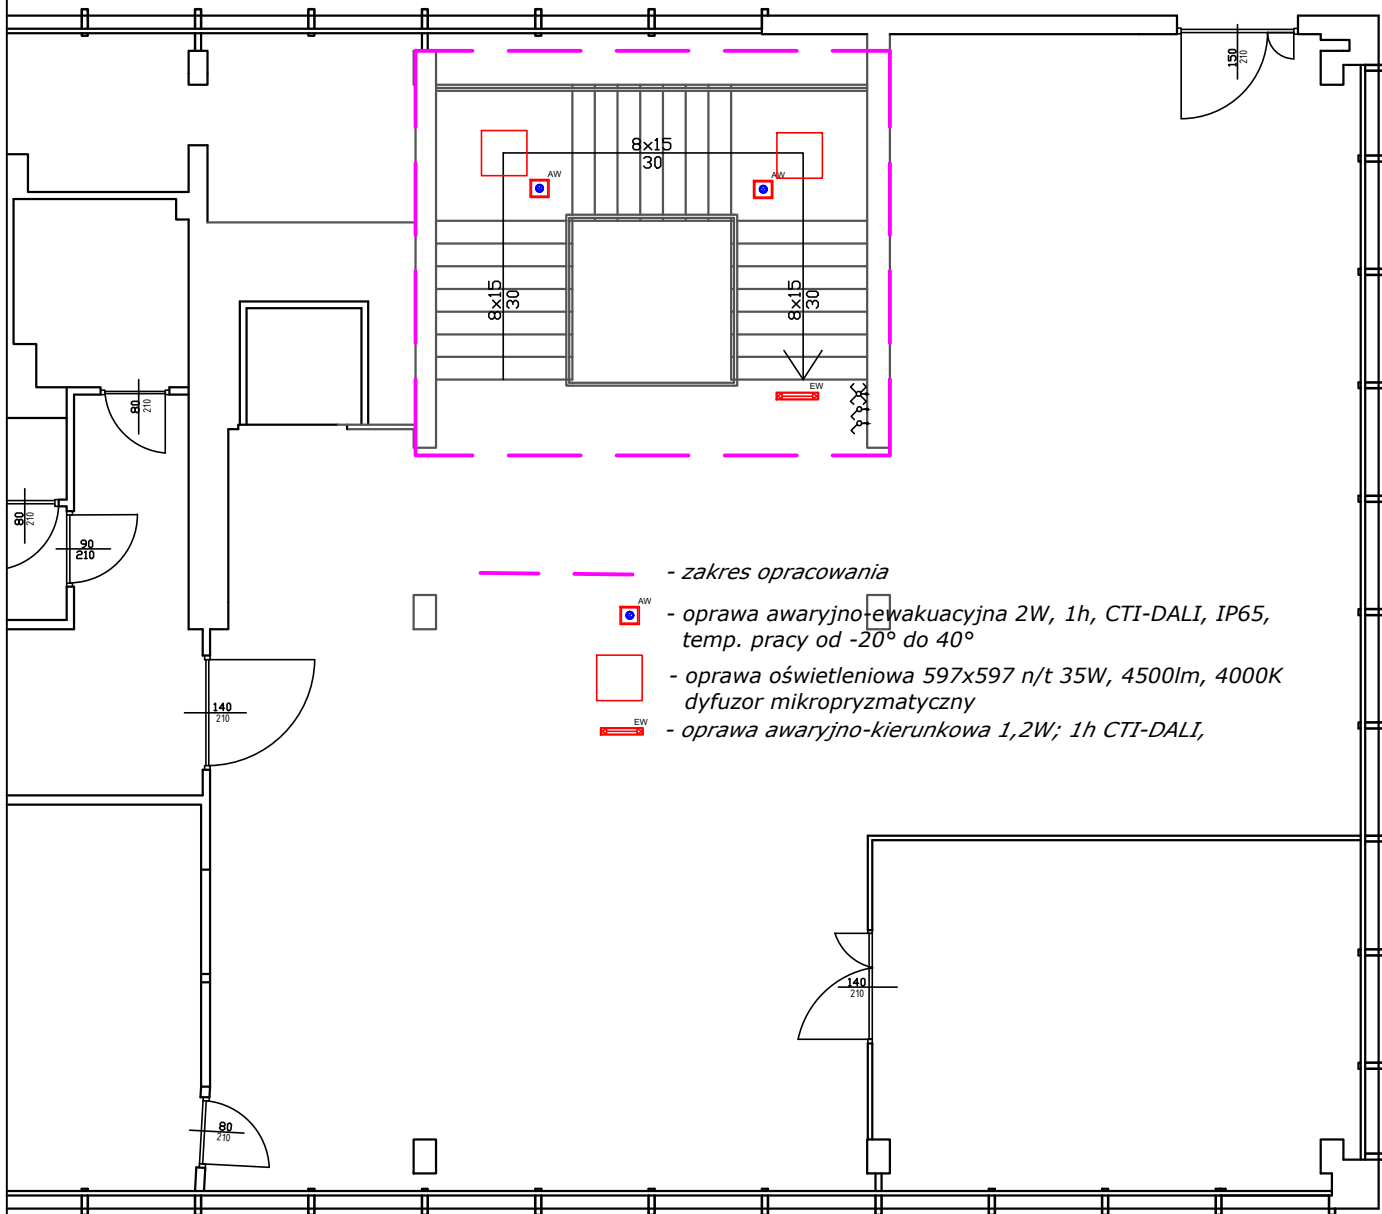 150
210
8x15
30
AW
AW
8x15
30
8x15
30
EW
80
210
80
210
90
210
- zakres opracowania
AW
- oprawa awaryjno-ewakuacyjna 2W, 1h, CTI-DALI, IP65,
temp. pracy od -20° do 40°
- oprawa oświetleniowa 597x597 n/t 35W, 4500lm, 4000K
dyfuzor mikropryzmatyczny
EW
- oprawa awaryjno-kierunkowa 1,2W; 1h CTI-DALI,
140
210
140
210
80
210